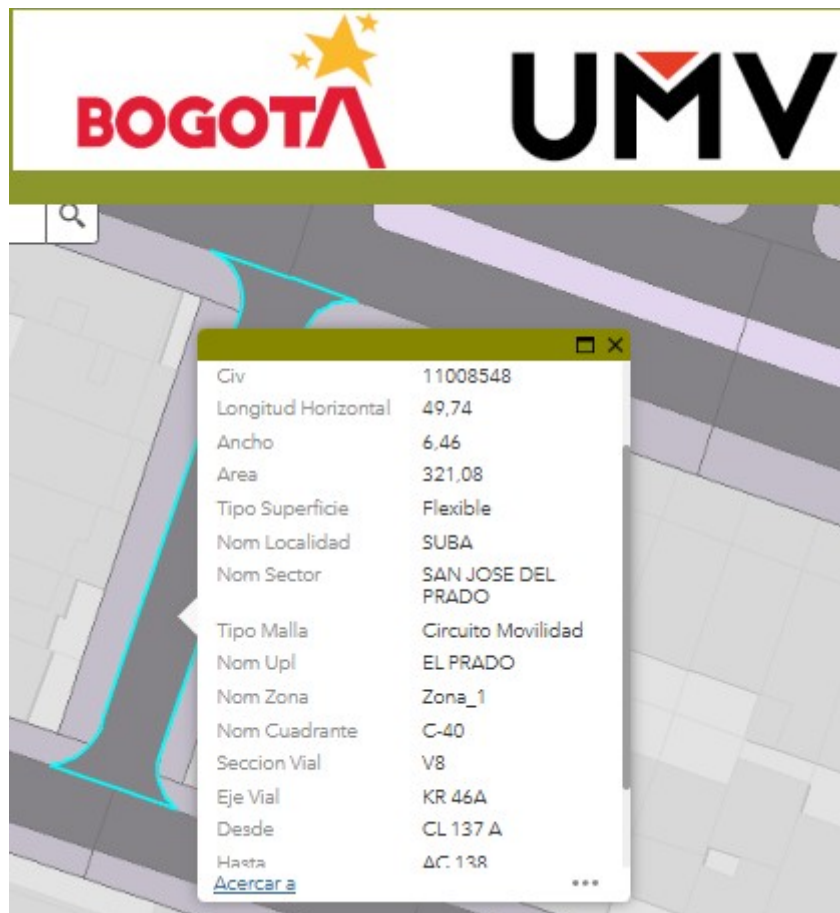 BOGOTA
UMV
Civ 11008548
Longitud Horizontal 49,74
Ancho 6,46
Area 321,08
Tipo Superficie Flexible
Nom Localidad SUBA
Nom Sector SAN JOSE DEL
PRADO
Tipo Malla Circuito Movilidad
Nom Upl EL PRADO
Nom Zona Zona_1
Nom Cuadrante C-40
Seccion Vial V8
Eje Vial KR 46A
Desde CL 137 A
Hasta AC 138
Acercar a